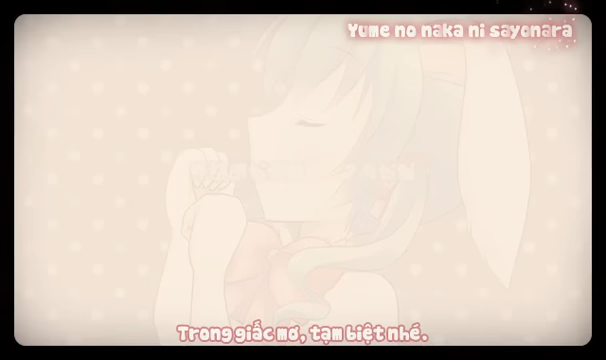 Yume no naka ni sayonara
Trong giấc mơ, tạm biệt nhé.